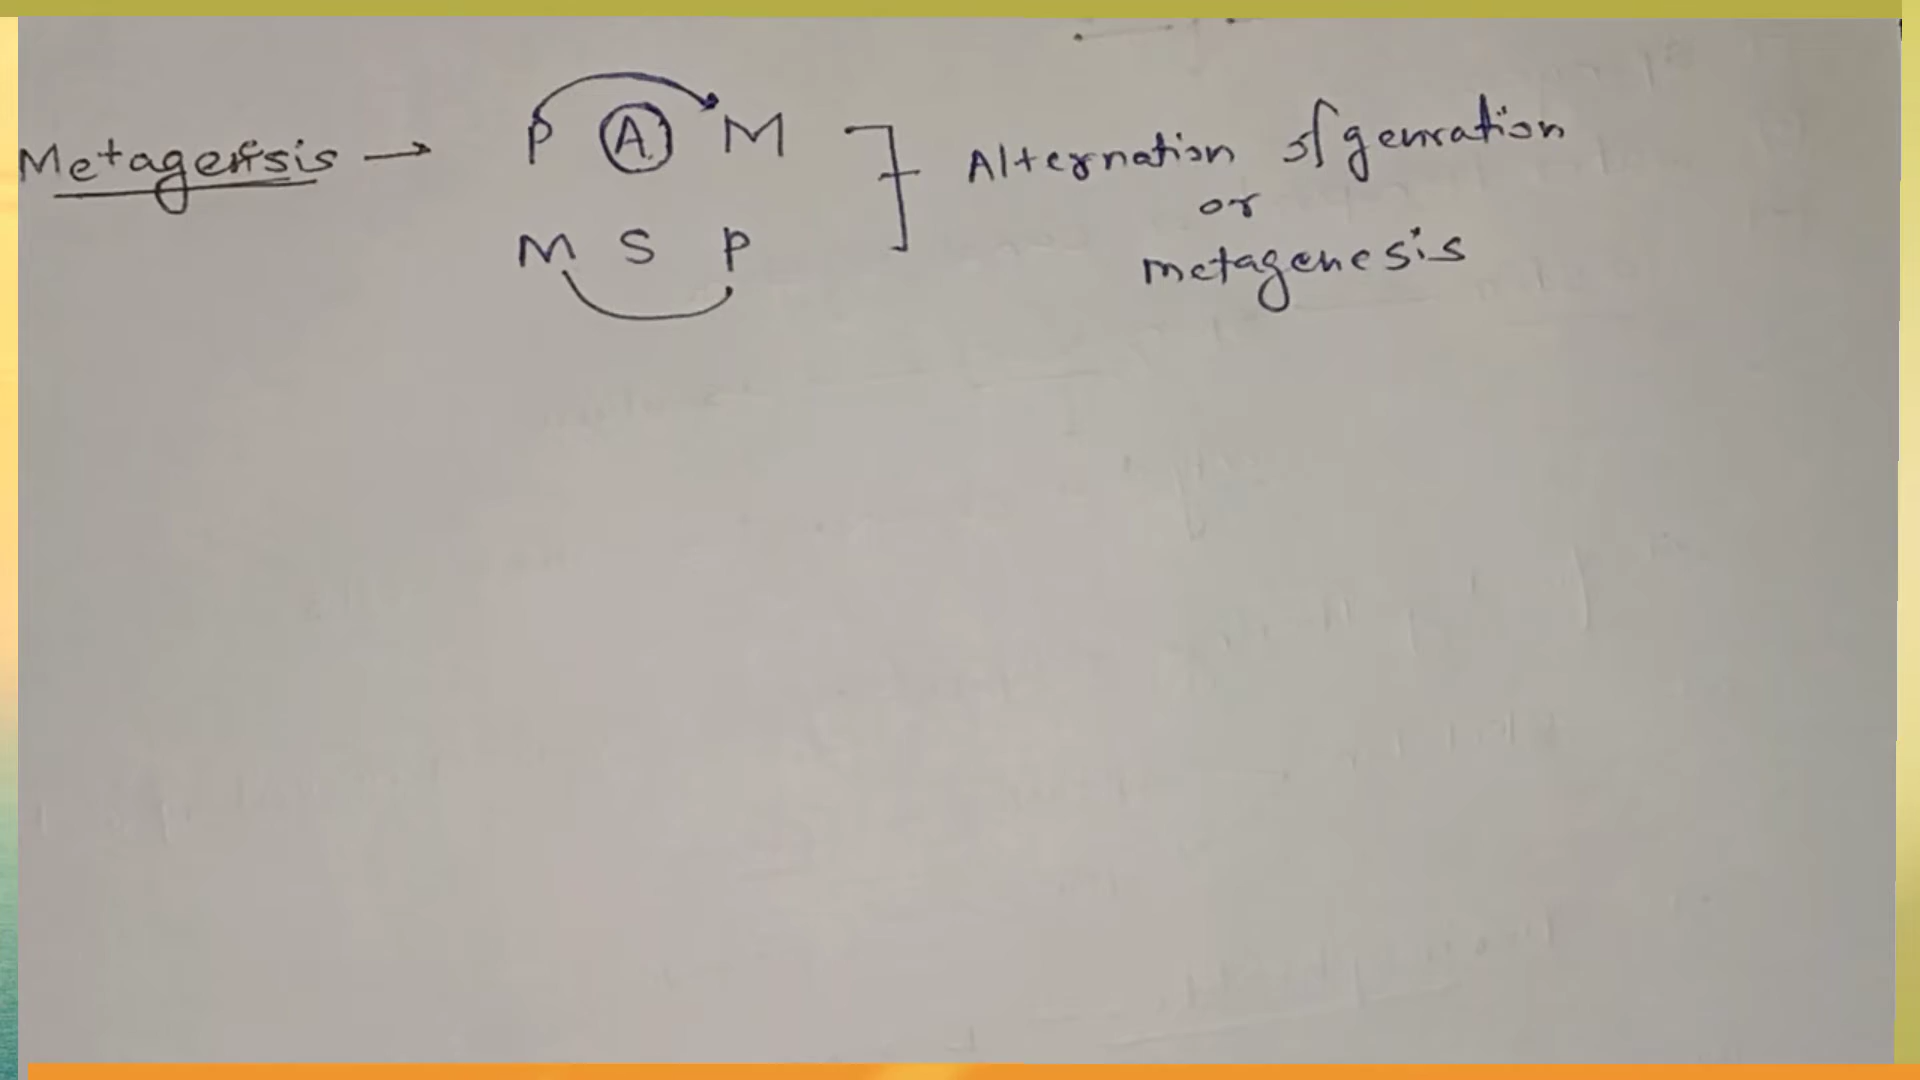 Metagensis → P A M Alternation of genration
or
M S P metagenesis